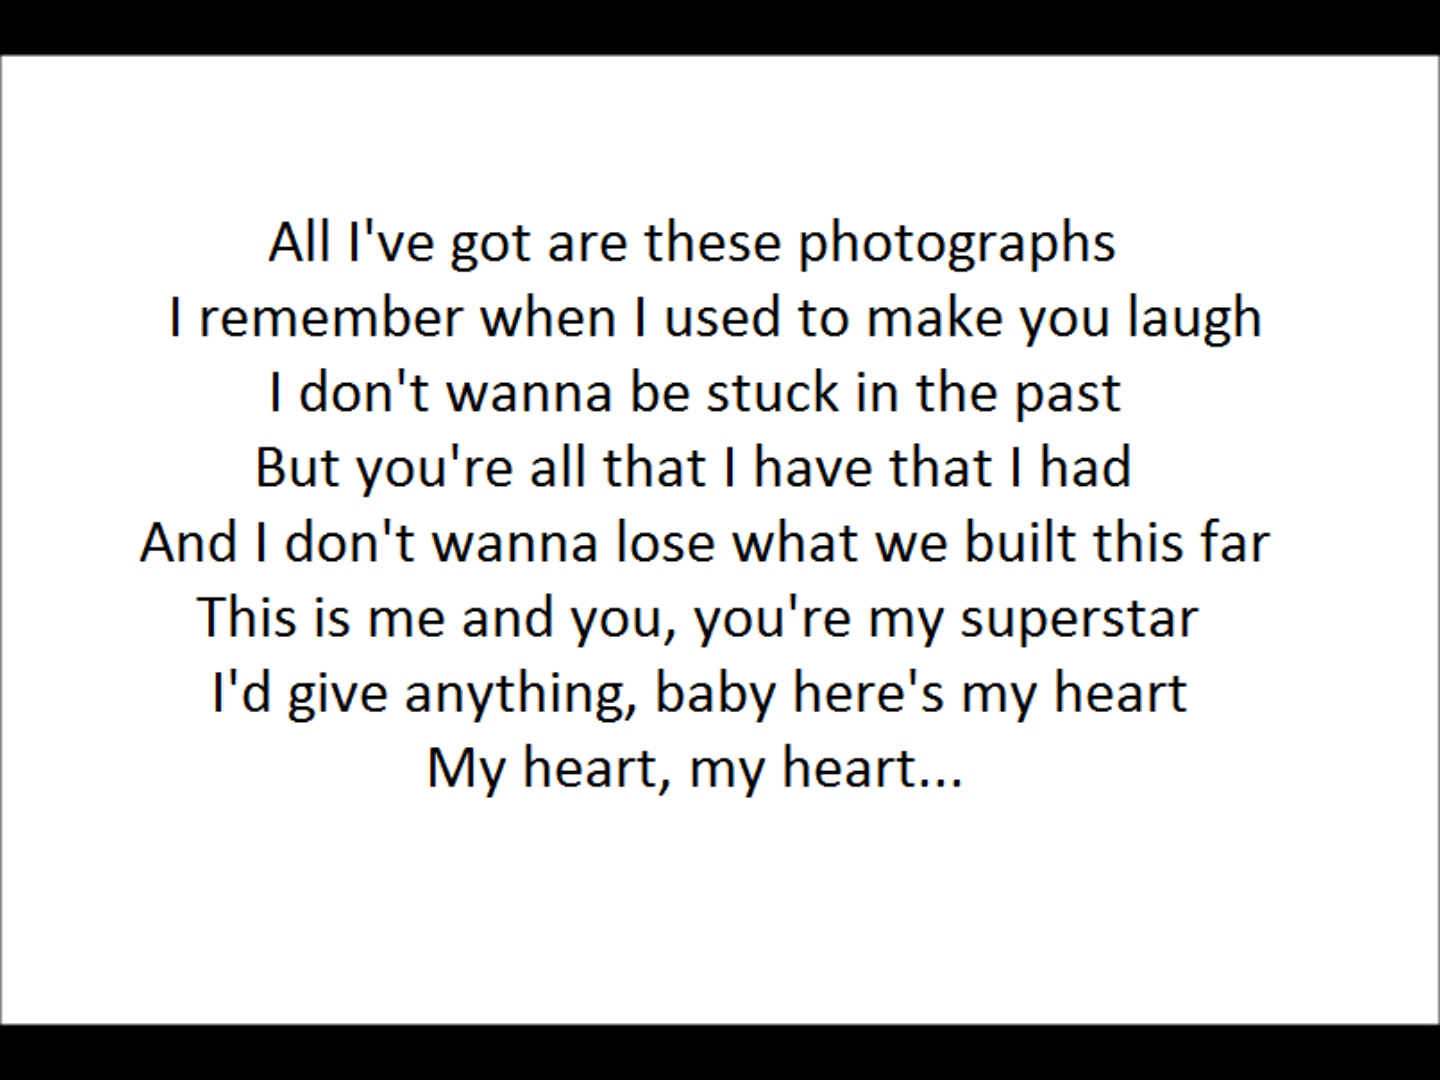 All I've got are these photographs
I remember when I used to make you laugh
I don't wanna be stuck in the past
But you're all that I have that I had
And I don't wanna lose what we built this far
This is me and you, you're my superstar
I'd give anything, baby here's my heart
My heart, my heart...